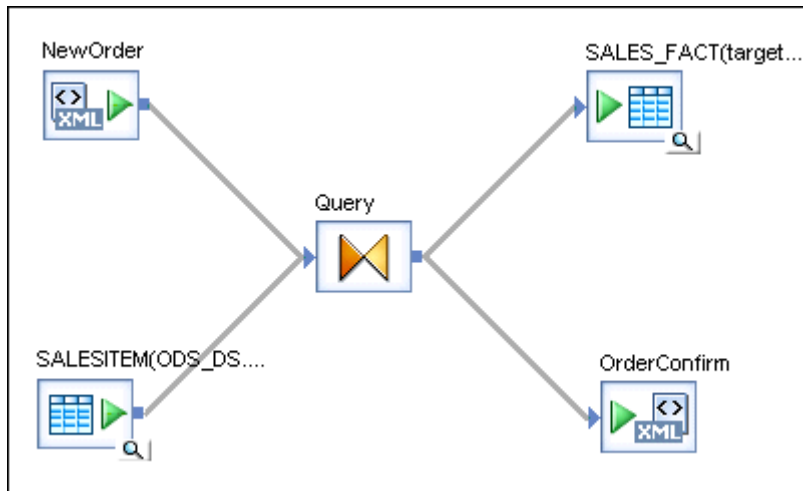 NewOrder
SALES_FACT(target...
<>
XML
Query
SALESITEM(ODS_DS....
OrderConfirm
<>
XML